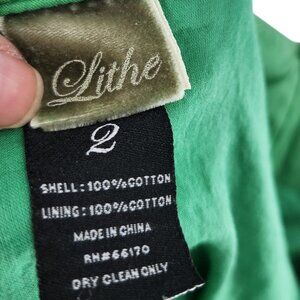 Lithe
2
SHELL: 100% COTTON
LINING: 100% COTTON
MADE IN CHINA
RN#66170
DRY CLEAN ONLY